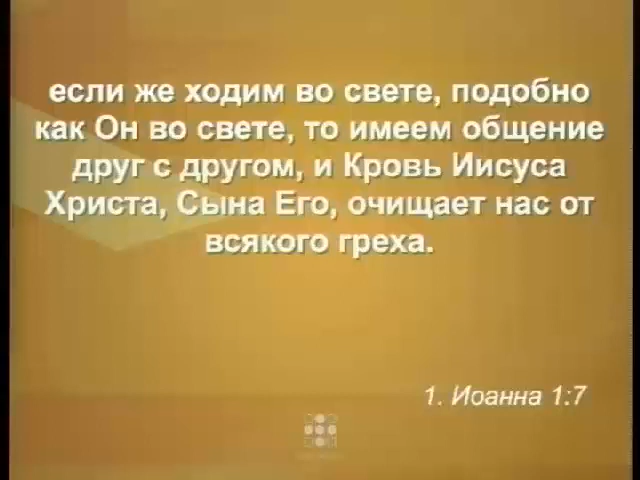 если же ходим во свете, подобно
как Он во свете, то имеем общение
друг с другом, и Кровь Иисуса
Христа, Сына Его, очищает нас от
всякого греха.
1. Иоанна 1:7